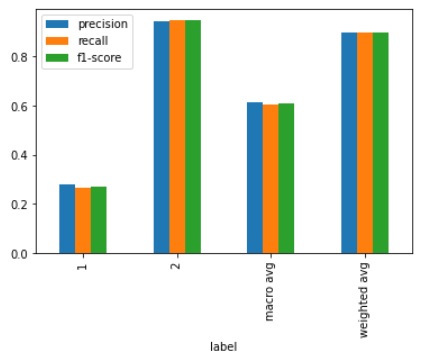 precision
recall
f1-score
0.8
0.6
0.4
0.2
0.0
1
2
macro avg
weighted avg
label